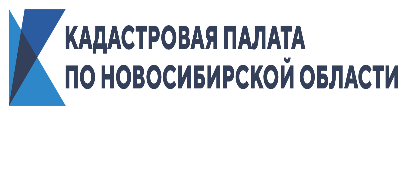 КАДАСТРОВАЯ ПАЛАТА
ПО НОВОСИБИРСКОЙ ОБЛАСТИ